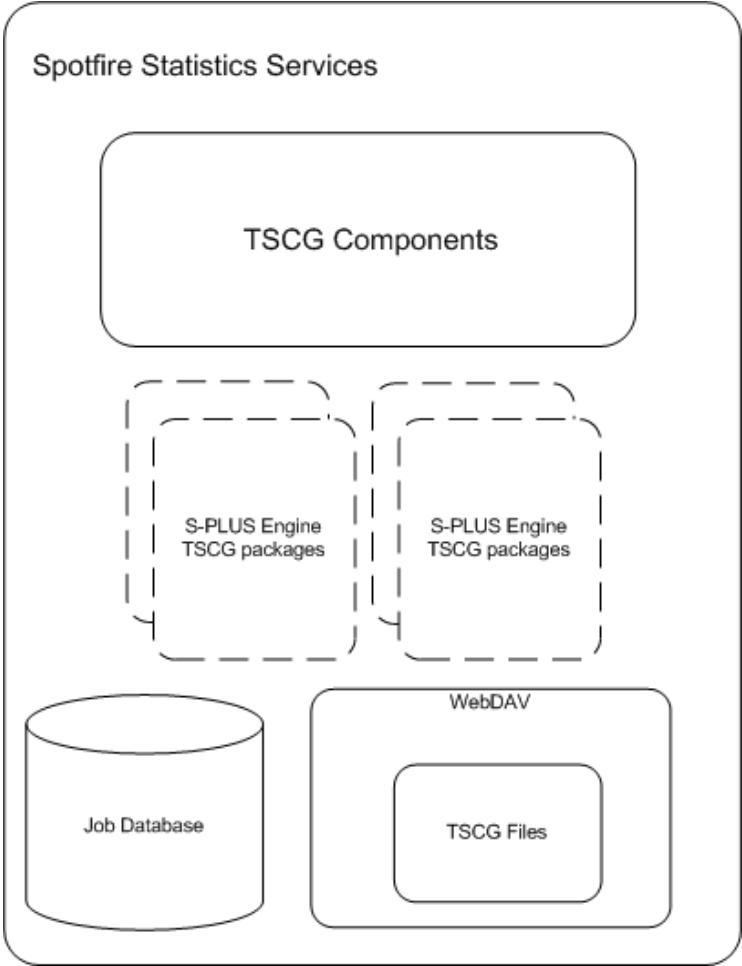 Spotfire Statistics Services
TSCG Components
S-PLUS Engine
TSCG packages
S-PLUS Engine
TSCG packages
WebDAV
Job Database
TSCG Files